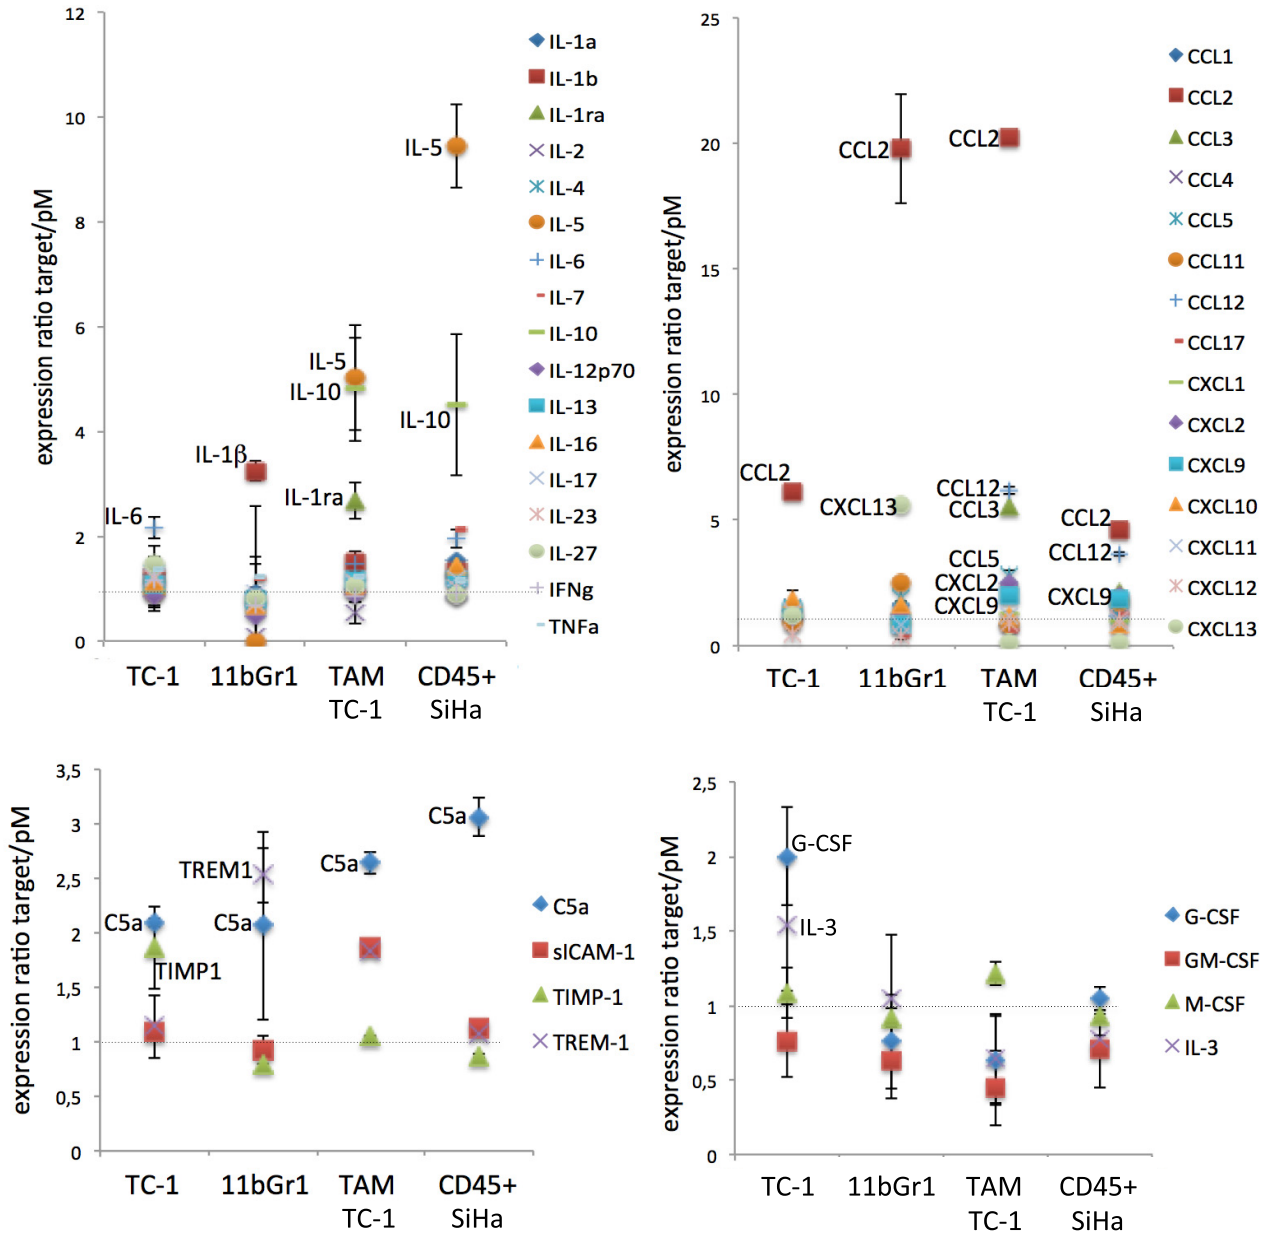 12
10
8
6
4
2
0
expression ratio target/pM
IL-6
IL-1β
IL-5
IL-10
IL-1ra
IL-5
IL-10
TC-1
11bGr1
TAM
TC-1
CD45+
SiHa
IL-1a
IL-1b
IL-1ra
IL-2
IL-4
IL-5
IL-6
IL-7
IL-10
IL-12p70
IL-13
IL-16
IL-17
IL-23
IL-27
IFNg
TNFa
25
20
15
10
5
0
expression ratio target/pM
CCL2
CCL2
CXCL13
CCL2
CCL12
CCL3
CCL5
CXCL2
CXCL9
CCL2
CCL12
CXCL9
TC-1
11bGr1
TAM
TC-1
CD45+
SiHa
CCL1
CCL2
CCL3
CCL4
CCL5
CCL11
CCL12
CCL17
CXCL1
CXCL2
CXCL9
CXCL10
CXCL11
CXCL12
CXCL13
3,5
3
2,5
2
1,5
1
0,5
0
expression ratio target/pM
C5a
TIMP1
TREM1
C5a
C5a
C5a
TC-1
11bGr1
TAM
TC-1
CD45+
SiHa
C5a
sICAM-1
TIMP-1
TREM-1
2,5
2
1,5
1
0,5
0
expression ratio target/pM
G-CSF
IL-3
TC-1
11bGr1
TAM
TC-1
CD45+
SiHa
G-CSF
GM-CSF
M-CSF
IL-3